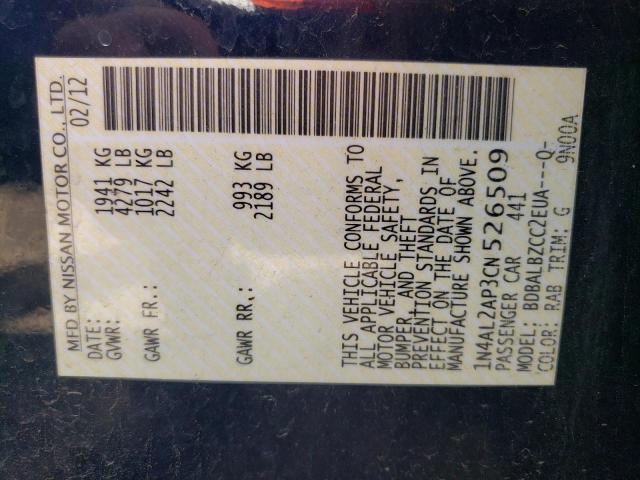 MFD BY NISSAN MOTOR CO., LTD.
DATE: 02/12
GVWR: 1941 KG
4279 LB
GAWR FR.: 1017 KG
2242 LB
GAWR RR.: 993 KG
2189 LB
THIS VEHICLE CONFORMS TO
ALL APPLICABLE FEDERAL
MOTOR VEHICLE SAFETY,
BUMPER, AND THEFT
PREVENTION STANDARDS IN
EFFECT ON THE DATE OF
MANUFACTURE SHOWN ABOVE.
1N4AL2AP3CN526509
PASSENGER CAR 441
MODEL: BDBALBZCC2EUA---Q-
COLOR: RAB TRIM: G 9N00A